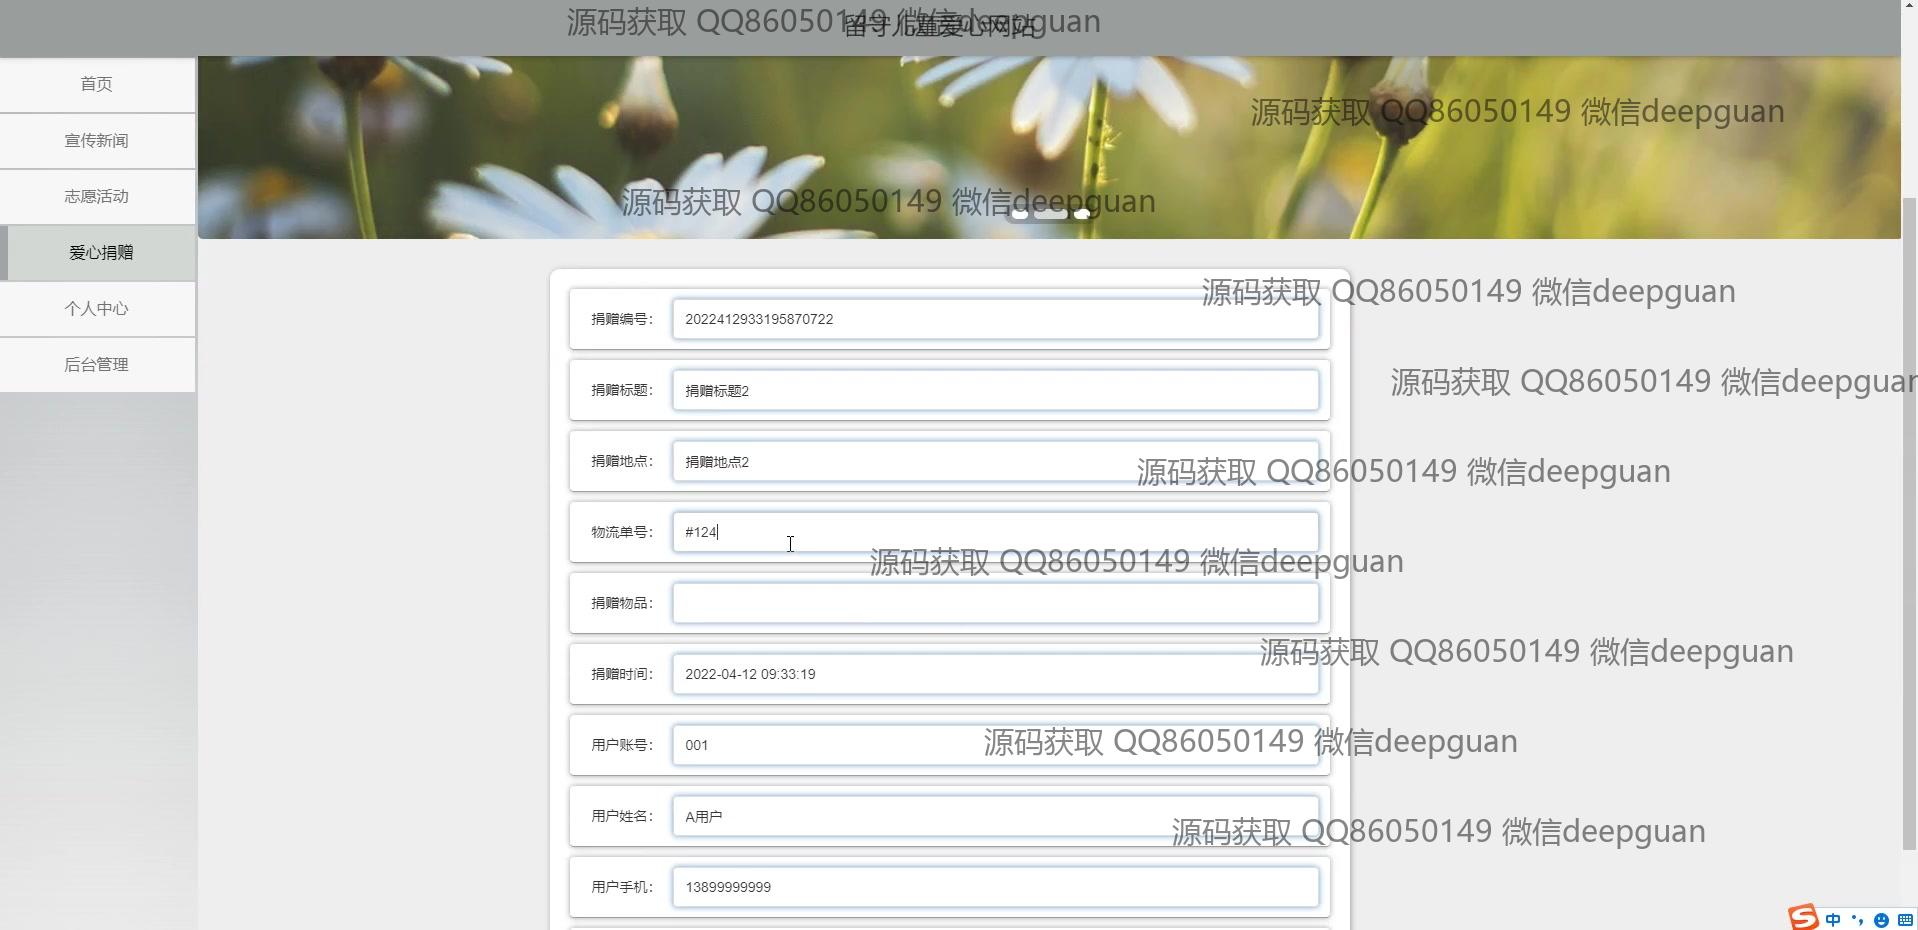 源码获取 QQ86050149 微信deepguan
留守儿童爱心网站
首页
源码获取 QQ86050149 微信deepguan
宣传新闻
志愿活动
源码获取 QQ86050149 微信deepguan
爱心捐赠
源码获取 QQ86050149 微信deepguan
个人中心
捐赠编号： 2022412933195870722
后台管理
源码获取 QQ86050149 微信deepguan
捐赠标题： 捐赠标题2
捐赠地点： 捐赠地点2
源码获取 QQ86050149 微信deepguan
物流单号： #124
源码获取 QQ86050149 微信deepguan
捐赠物品：
源码获取 QQ86050149 微信deepguan
捐赠时间： 2022-04-12 09:33:19
用户账号： 001
源码获取 QQ86050149 微信deepguan
用户姓名： A用户
源码获取 QQ86050149 微信deepguan
用户手机： 13899999999
中